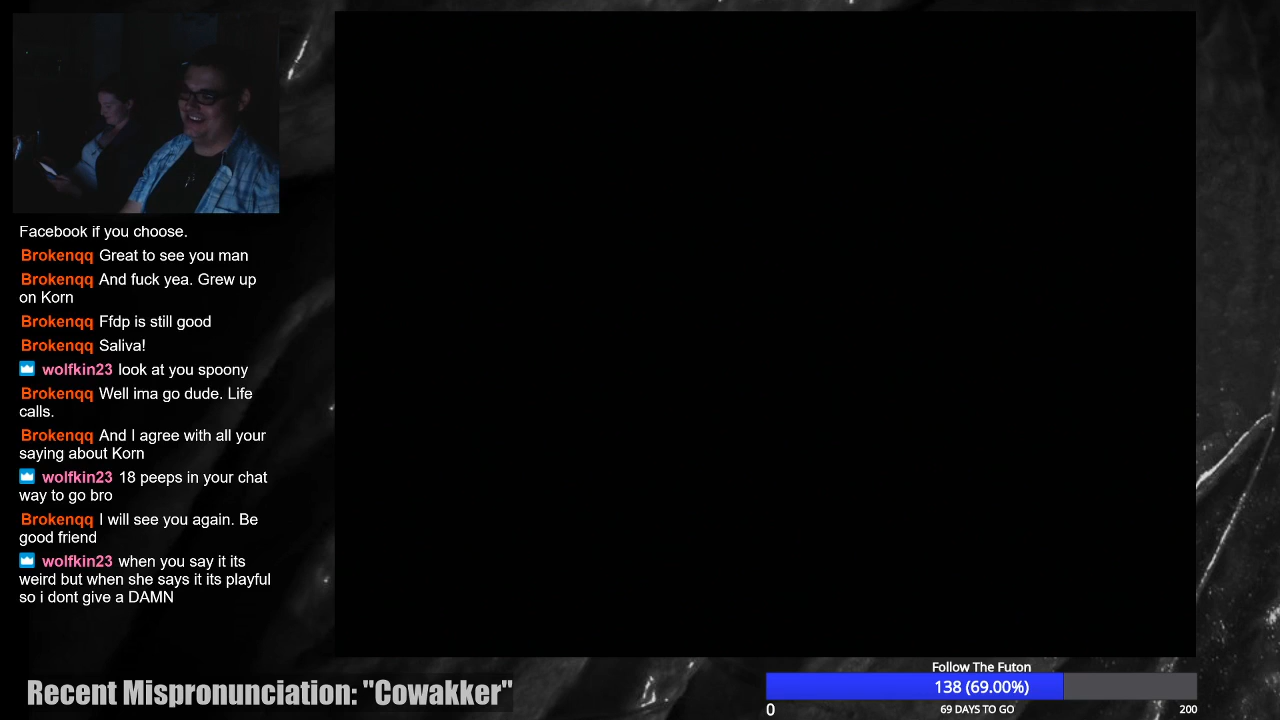 Facebook if you choose.
Brokenqq Great to see you man
Brokenqq And fuck yea. Grew up
on Korn
Brokenqq Ffdp is still good
Brokenqq Saliva!
wolfkin23 look at you spoony
Brokenqq Well ima go dude. Life
calls.
Brokenqq And I agree with all your
saying about Korn
wolfkin23 18 peeps in your chat
way to go bro
Brokenqq I will see you again. Be
good friend
wolfkin23 when you say it its
weird but when she says it its playful
so i dont give a DAMN
Recent Mispronunciation: "Cowakker"
Follow The Futon
138 (69.00%)
0 69 DAYS TO GO 200